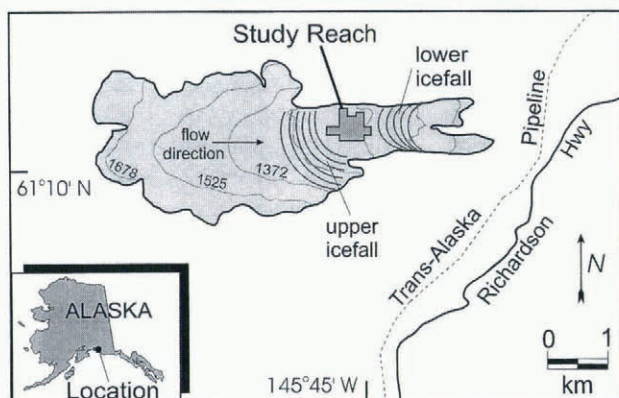 Study Reach
lower
icefall
flow
direction
1678
1525
1372
upper
icefall
61°10' N
Trans-Alaska Pipeline
Richardson Hwy
N
0 1
km
ALASKA
Location
145°45' W